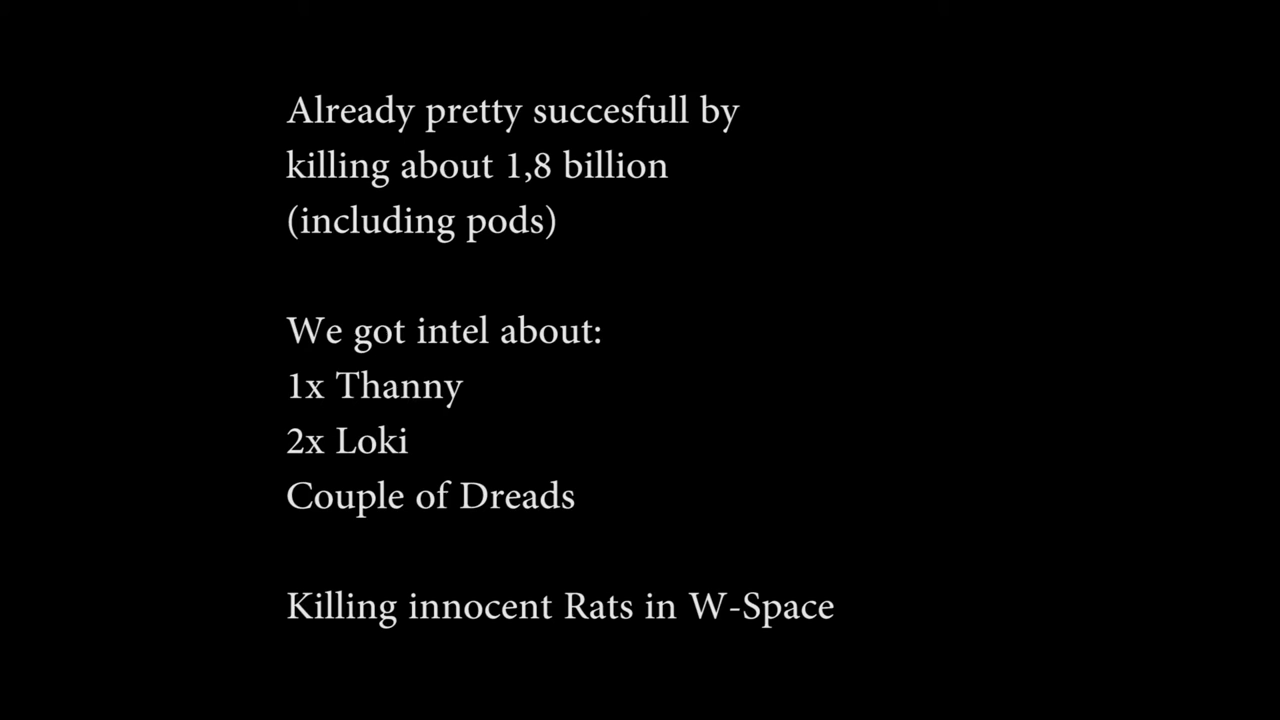 Already pretty succesfull by
killing about 1,8 billion
(including pods)
We got intel about:
1x Thanny
2x Loki
Couple of Dreads
Killing innocent Rats in W-Space